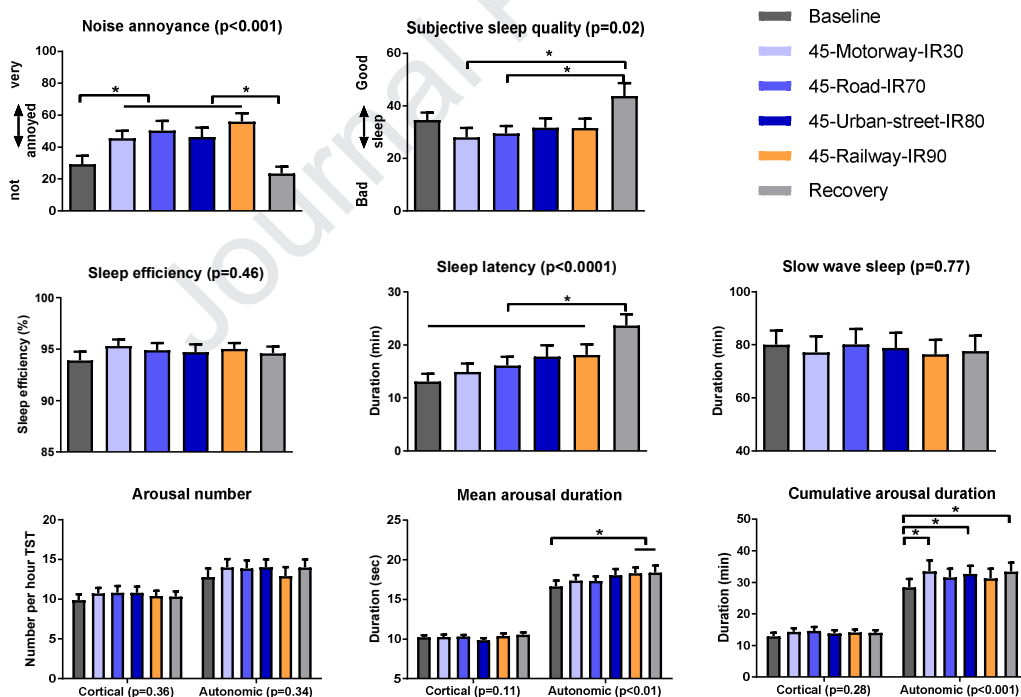 Journal P
Noise annoyance (p<0.001)
not annoyed very
100
80
60
40
20
0
*
*
Subjective sleep quality (p=0.02)
Bad sleep Good
60
40
20
0
*
*
Baseline
45-Motorway-IR30
45-Road-IR70
45-Urban-street-IR80
45-Railway-IR90
Recovery
Sleep efficiency (p=0.46)
Sleep efficiency (%)
100
95
90
85
Sleep latency (p<0.0001)
Duration (min)
30
20
10
0
*
Slow wave sleep (p=0.77)
Duration (min)
100
80
60
40
Arousal number
Number per hour TST
20
15
10
5
0
Cortical (p=0.36) Autonomic (p=0.34)
Mean arousal duration
Duration (sec)
25
20
15
10
5
*
Cortical (p=0.11) Autonomic (p<0.01)
Cumulative arousal duration
Duration (min)
50
40
30
20
10
0
*
*
*
Cortical (p=0.28) Autonomic (p<0.001)